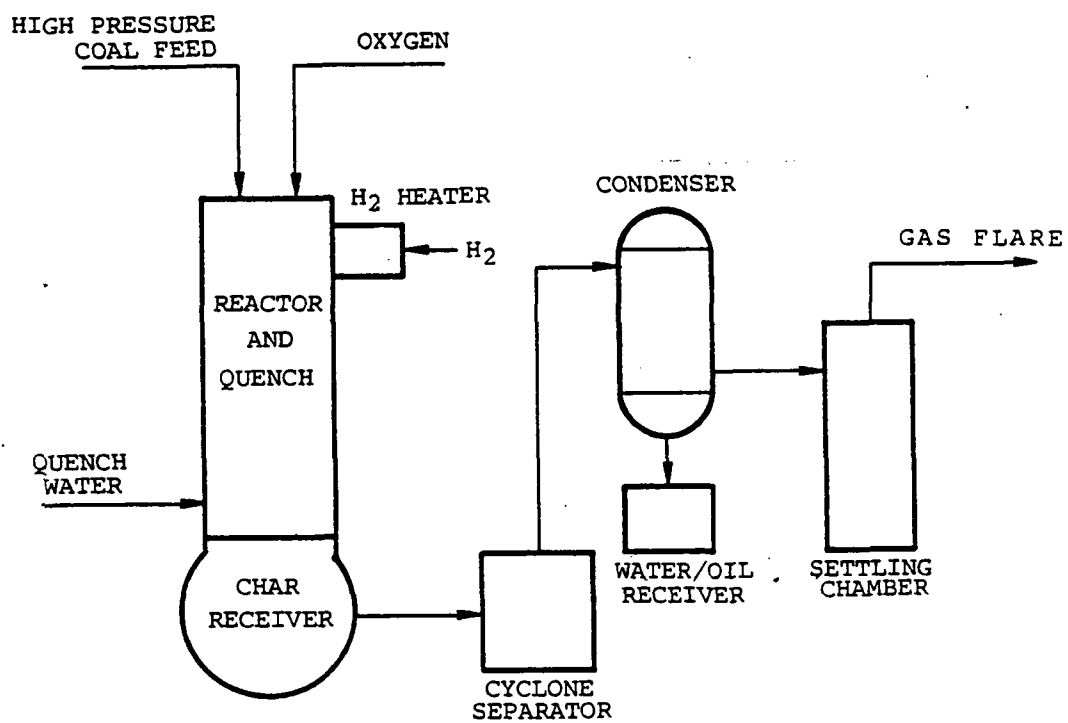 HIGH PRESSURE
COAL FEED
OXYGEN
H₂ HEATER
H₂
REACTOR
AND
QUENCH
QUENCH
WATER
CHAR
RECEIVER
CYCLONE
SEPARATOR
CONDENSER
WATER/OIL
RECEIVER
GAS FLARE
SETTLING
CHAMBER